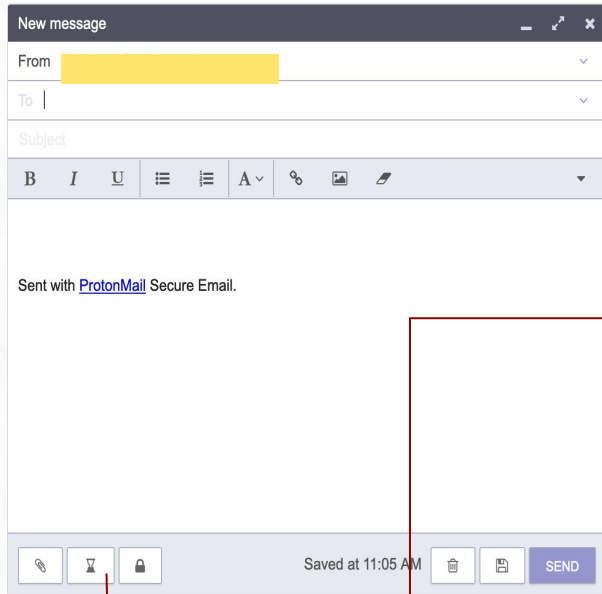 New message
From
To
Subject
B I U A
Sent with ProtonMail Secure Email.
Saved at 11:05 AM SEND